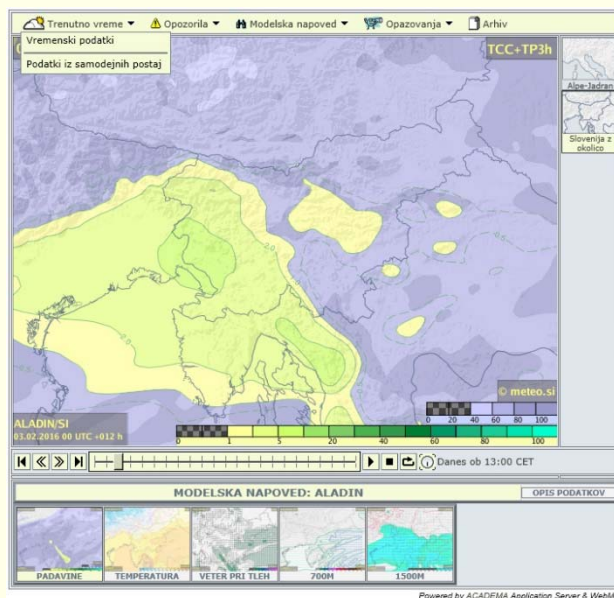 Trenutno vreme Opozorila Modelska napoved Opazovanja Arhiv
Vremenski podatki
Podatki iz samodejnih postaj
TCC+TP3h
Alpe-Jadran
Slovenija z
okolico
© meteo.si
ALADIN/SI
03.02.2016 00 UTC +012 h
0 20 40 60 80 100
0 1 5 20 40 60 80 100
Danes ob 13:00 CET
MODELSKA NAPOVED: ALADIN
OPIS PODATKOV
PADAVINE TEMPERATURA VETER PRI TLEH 700M 1500M
Powered by ACADEMA Application Server &